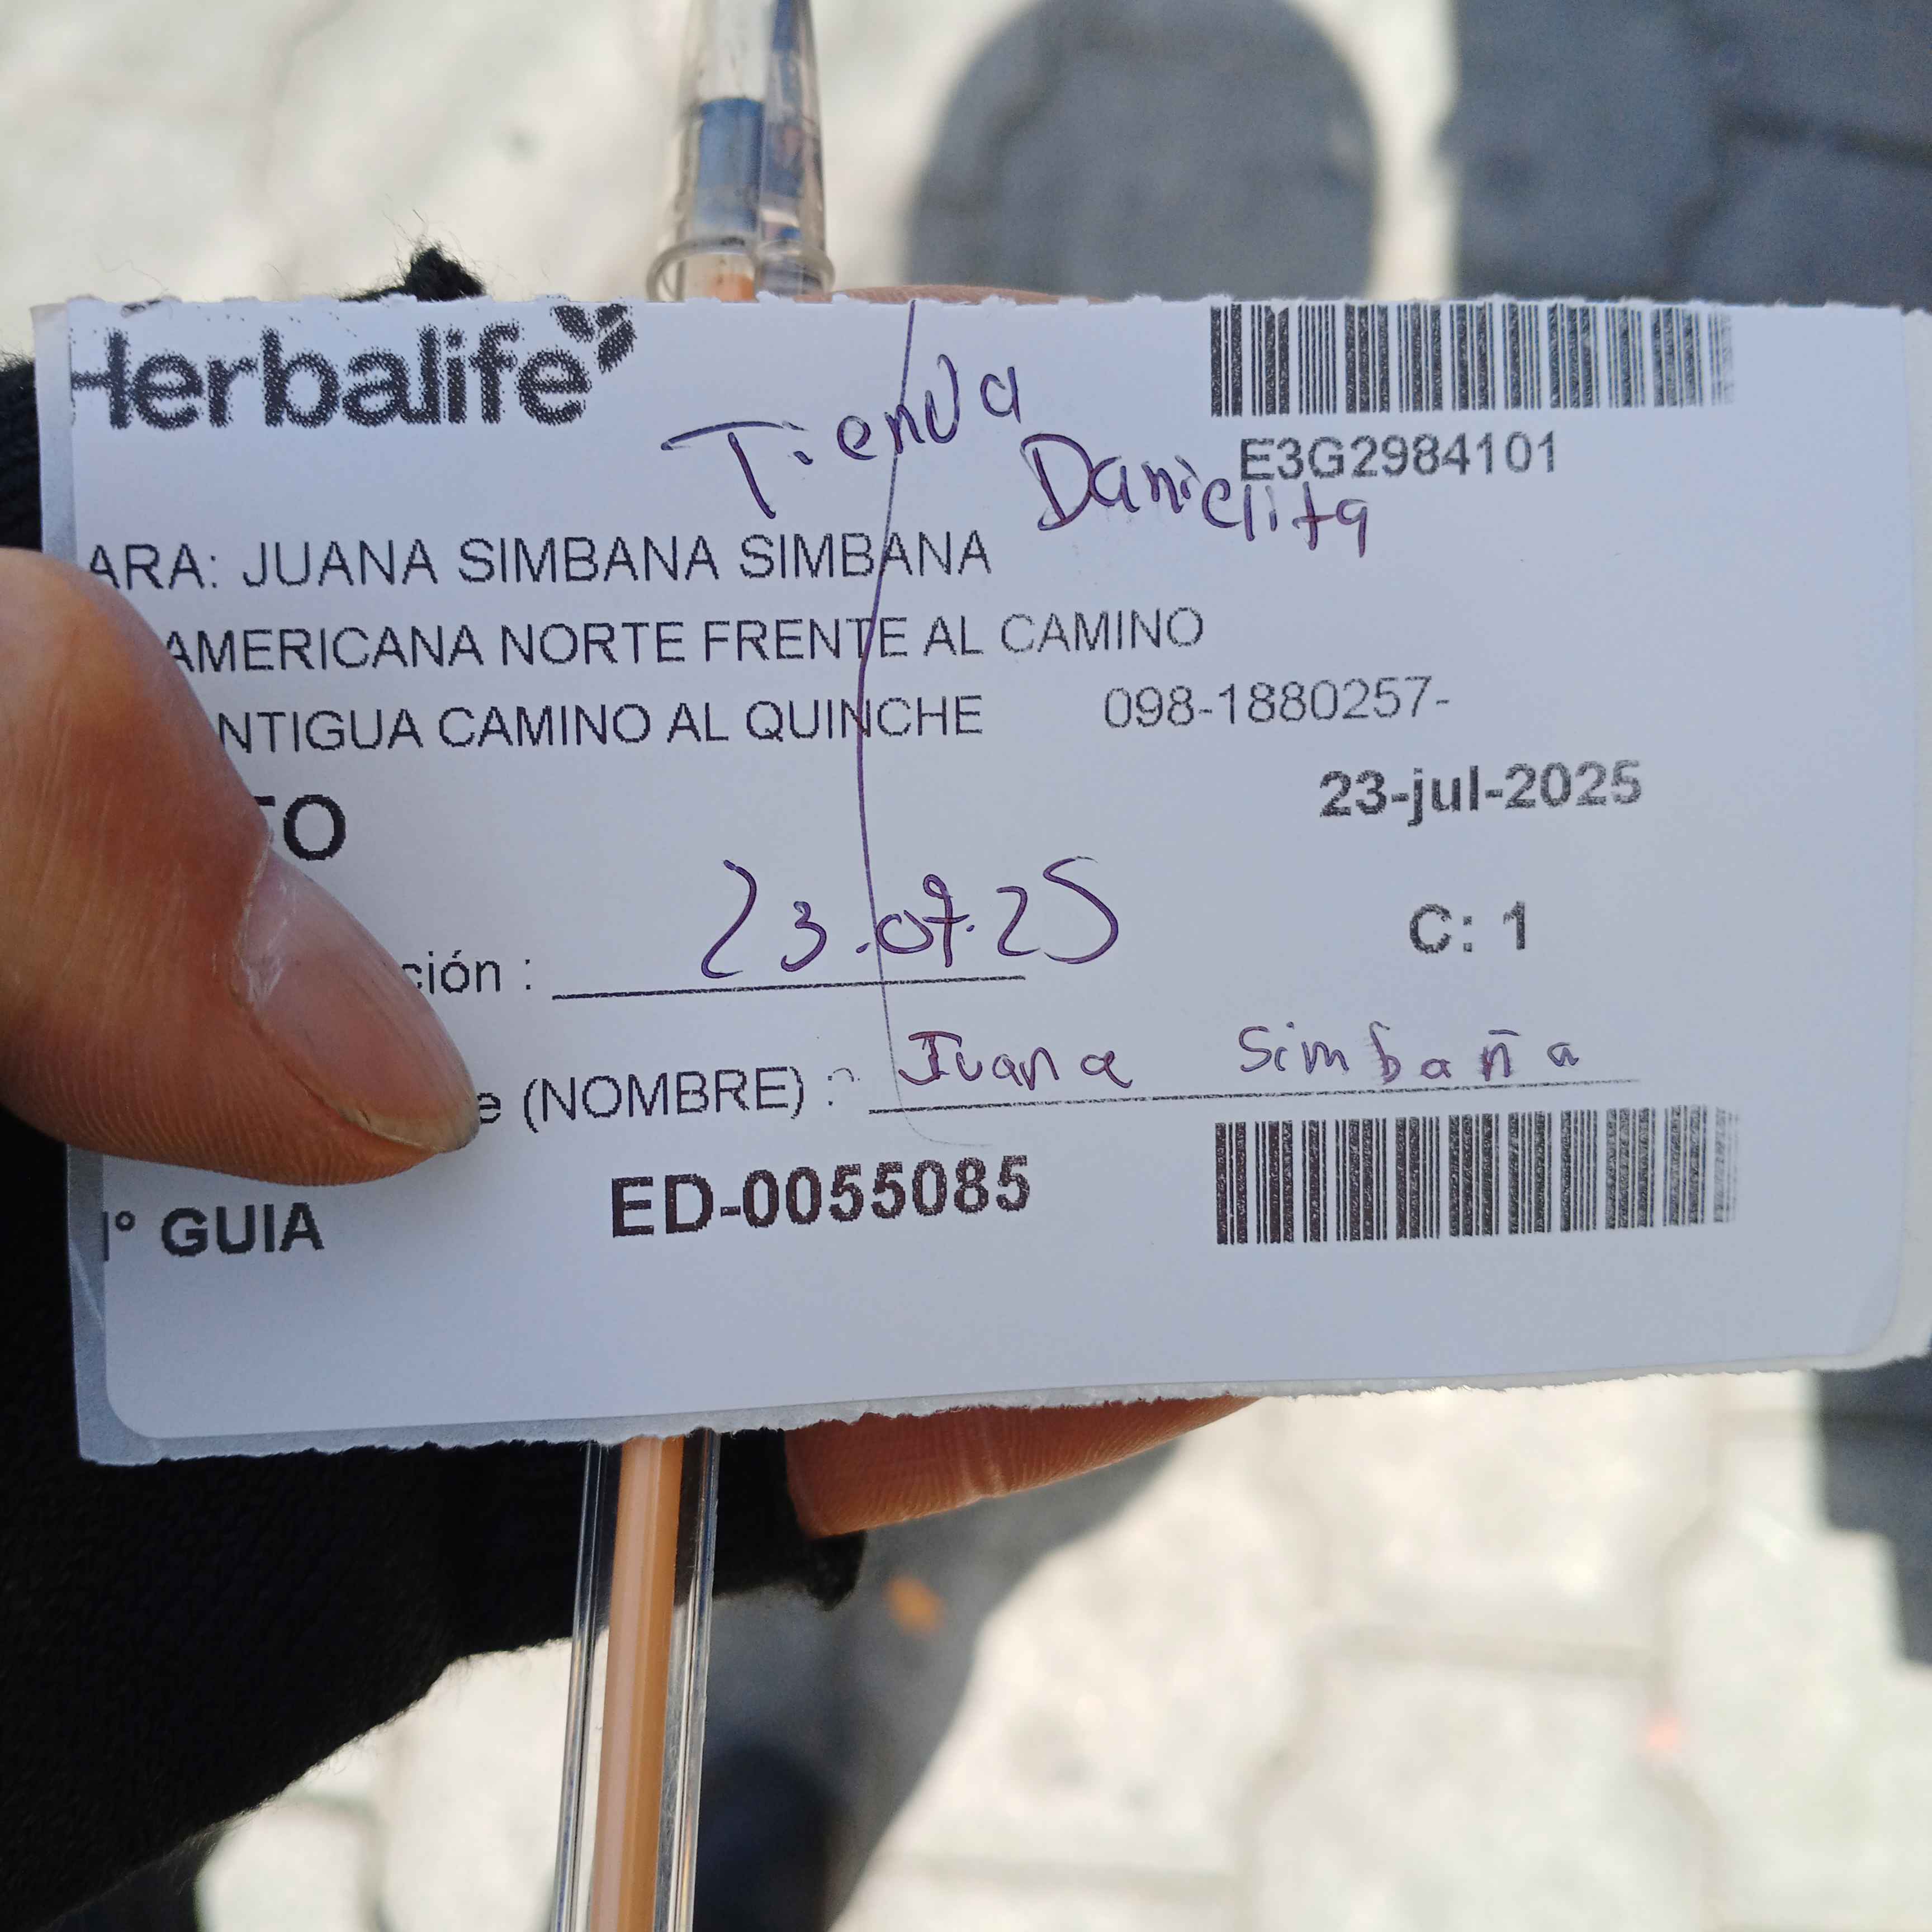 Herbalife
Tienda
Danielita
E3G2984101
ARA: JUANA SIMBANA SIMBANA
AMERICANA NORTE FRENTE AL CAMINO
NTIGUA CAMINO AL QUINCHE 098-1880257-
TO
23-jul-2025
ción : 23.07.25
C: 1
e (NOMBRE) : Juana Simbaña
° GUIA ED-0055085